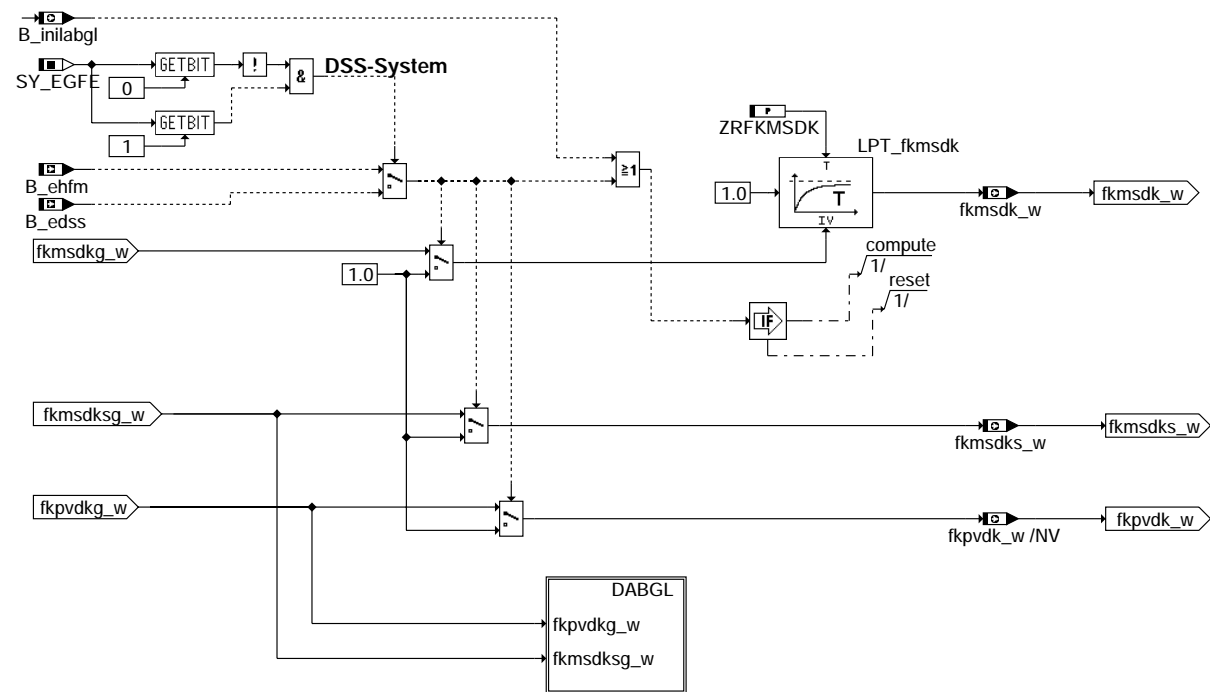 B_inilabgl
SY_EGFE
GETBIT
!
&
DSS-System
0
GETBIT
1
B_ehfm
B_edss
≥1
P
ZRFKMSDK
LPT_fkmsdk
T
1.0
T
IV
fkmsdk_w
fkmsdk_w
fkmsdkg_w
1.0
compute
1/
reset
1/
IF
fkmsdksg_w
fkmsdks_w
fkmsdks_w
fkpvdkg_w
fkpvdk_w /NV
fkpvdk_w
DABGL
fkpvdkg_w
fkmsdksg_w